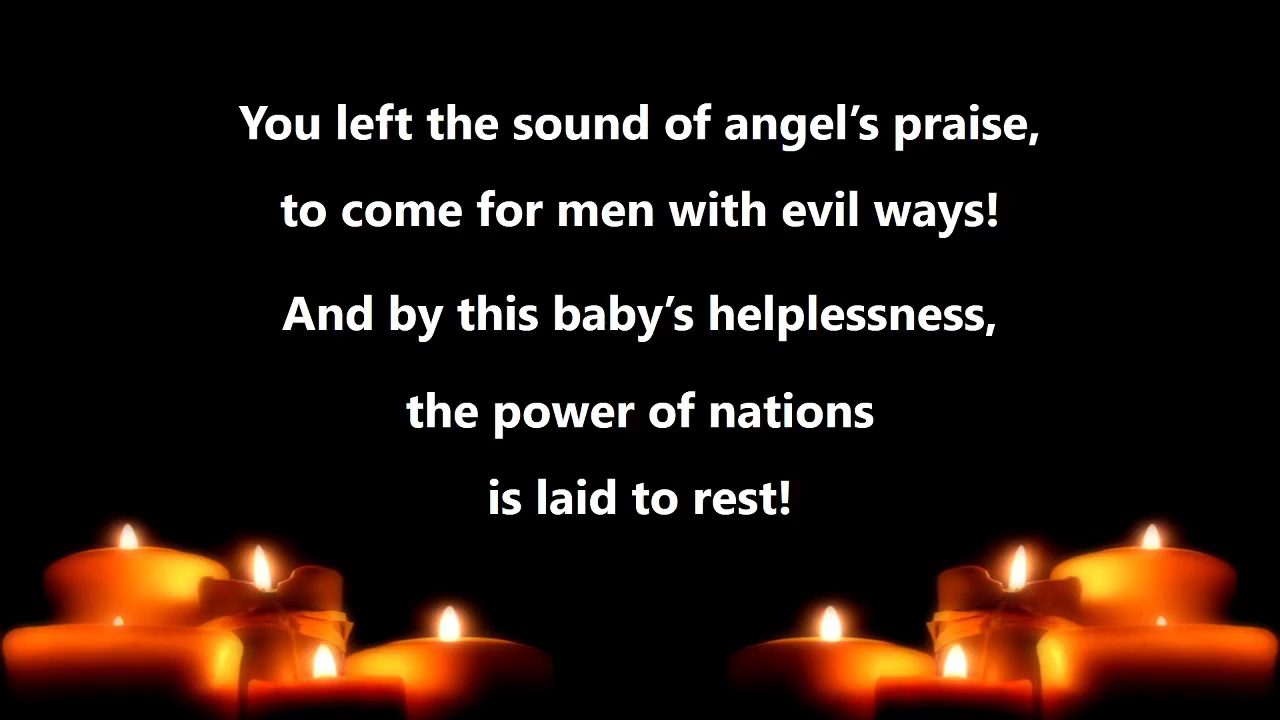 You left the sound of angel’s praise,
to come for men with evil ways!
And by this baby’s helplessness,
the power of nations
is laid to rest!